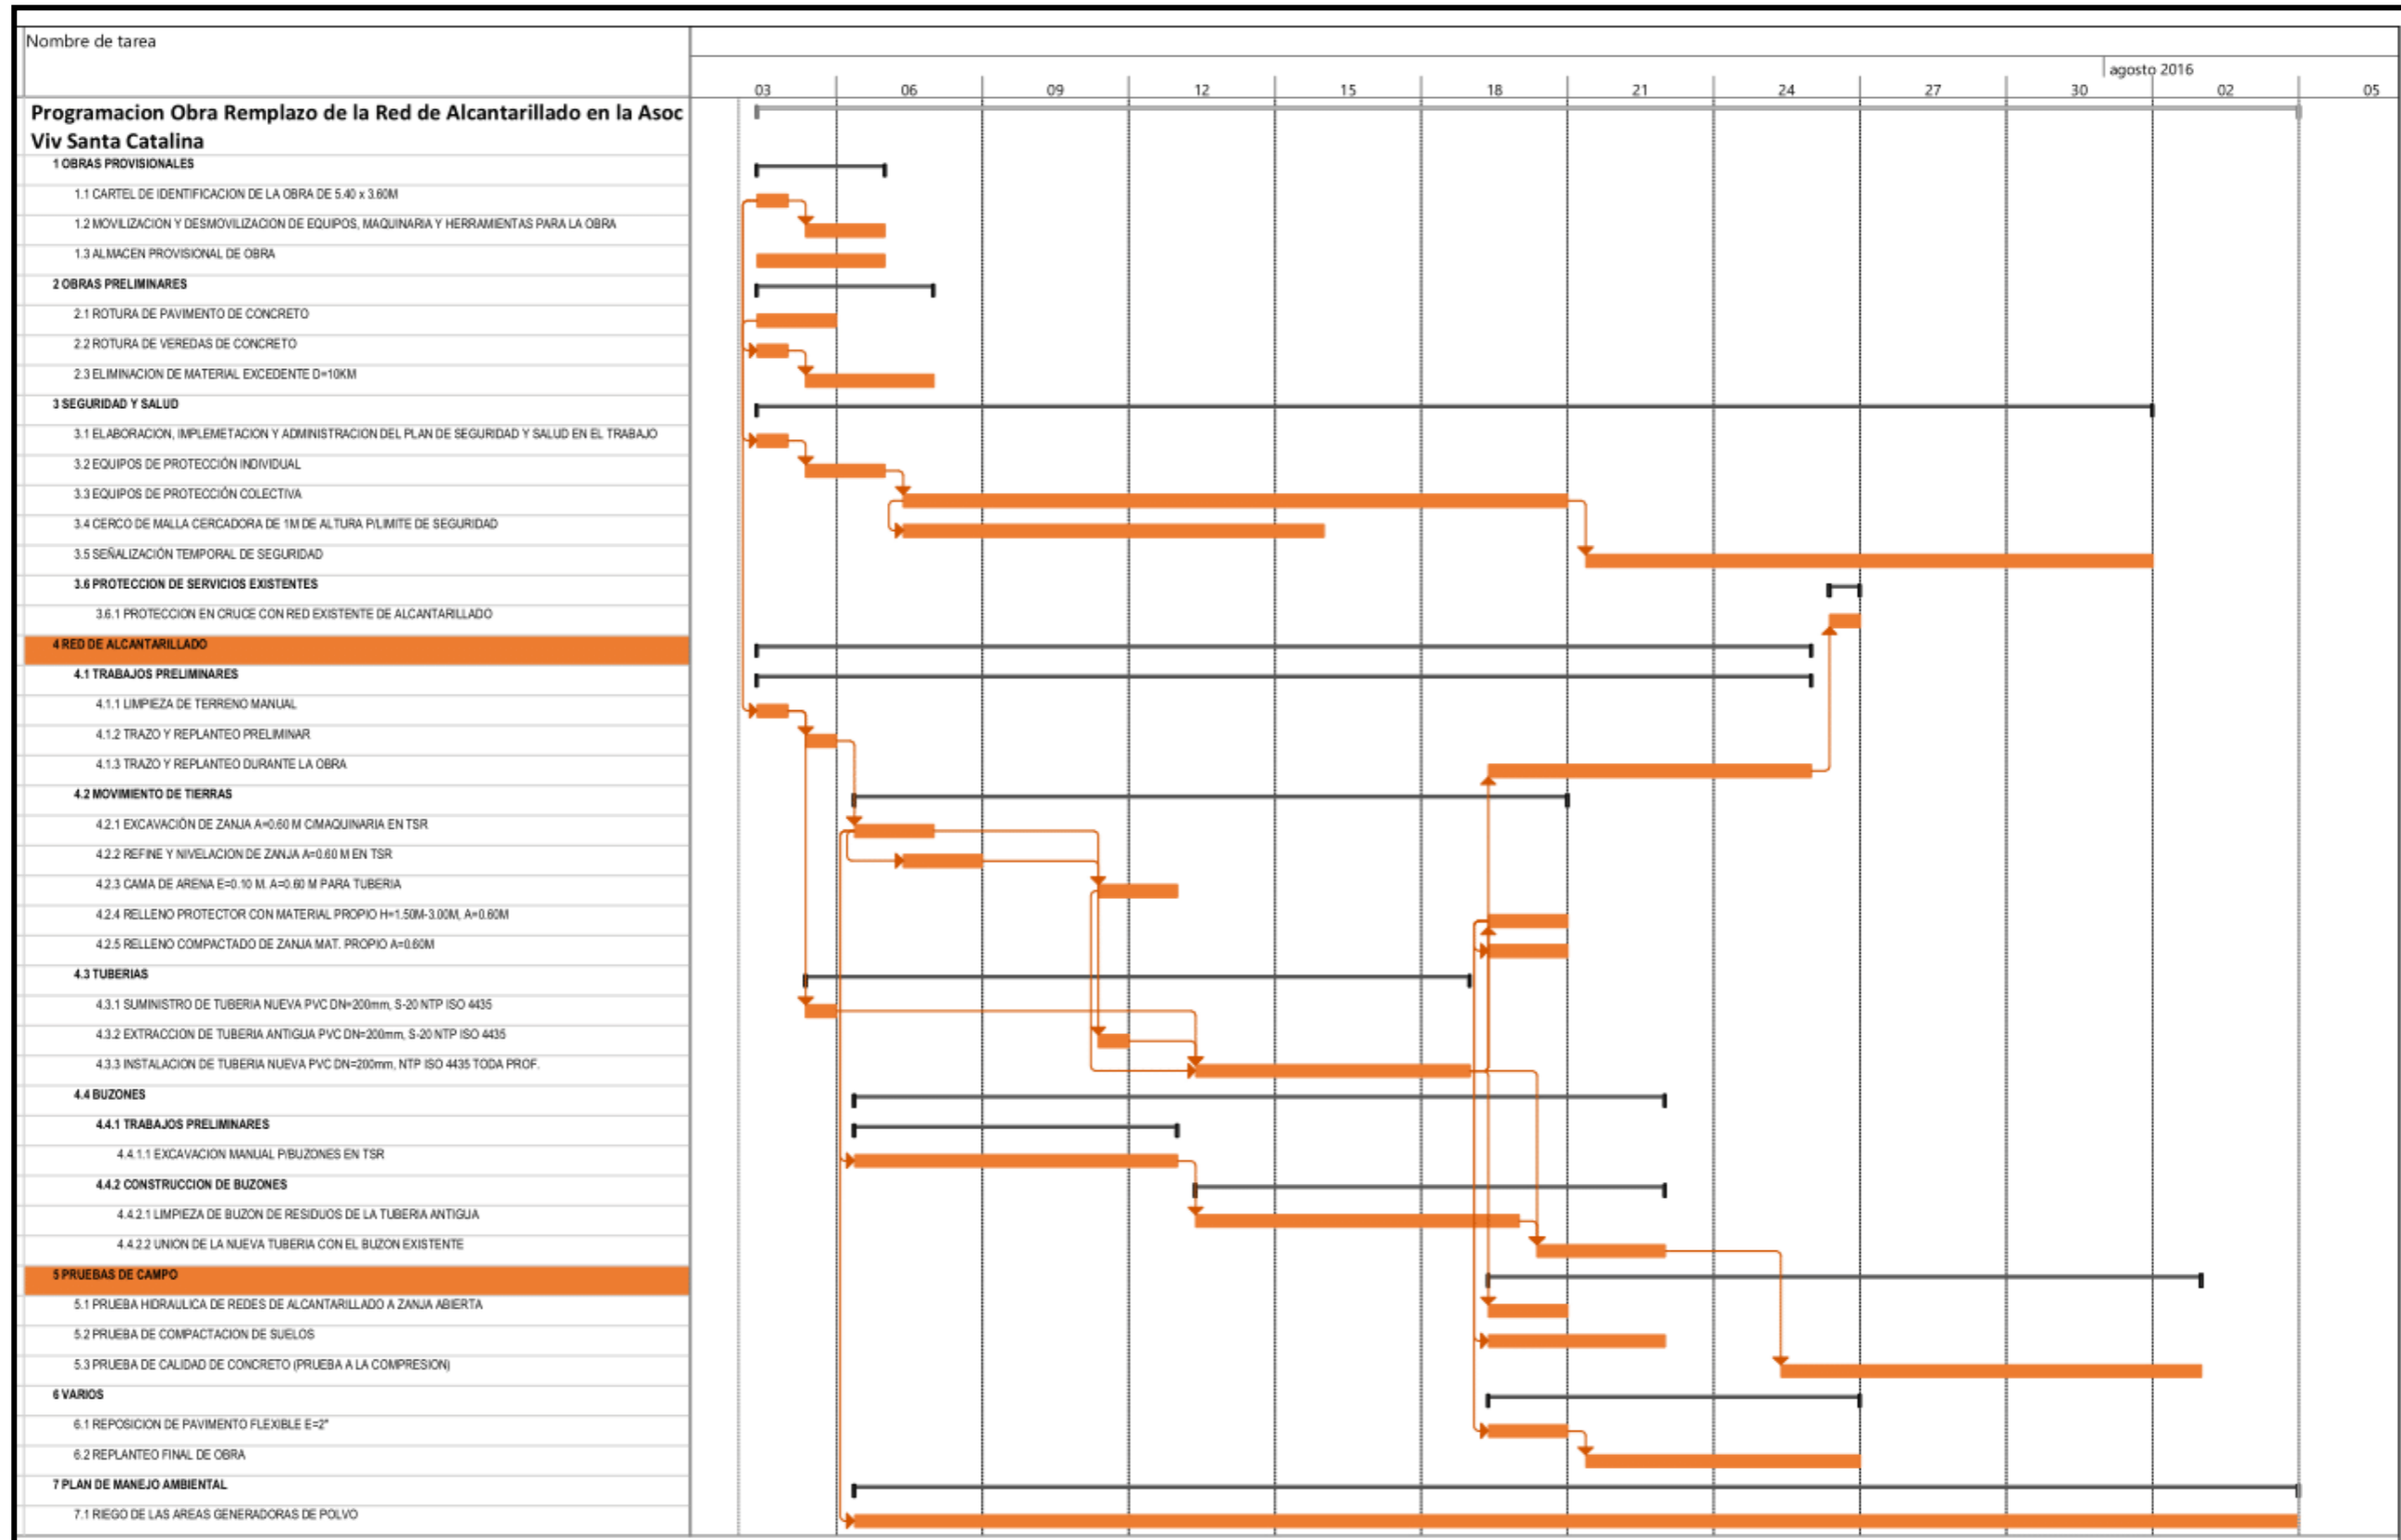 Nombre de tarea
agosto 2016
03 06 09 12 15 18 21 24 27 30 02 05
Programacion Obra Remplazo de la Red de Alcantarillado en la Asoc
Viv Santa Catalina
1 OBRAS PROVISIONALES
1.1 CARTEL DE IDENTIFICACION DE LA OBRA DE 5.40 x 3.60M
1.2 MOVILIZACION Y DESMOVILIZACION DE EQUIPOS, MAQUINARIA Y HERRAMIENTAS PARA LA OBRA
1.3 ALMACEN PROVISIONAL DE OBRA
2 OBRAS PRELIMINARES
2.1 ROTURA DE PAVIMENTO DE CONCRETO
2.2 ROTURA DE VEREDAS DE CONCRETO
2.3 ELIMINACION DE MATERIAL EXCEDENTE D=10KM
3 SEGURIDAD Y SALUD
3.1 ELABORACION, IMPLEMETACION Y ADMINISTRACION DEL PLAN DE SEGURIDAD Y SALUD EN EL TRABAJO
3.2 EQUIPOS DE PROTECCIÓN INDIVIDUAL
3.3 EQUIPOS DE PROTECCIÓN COLECTIVA
3.4 CERCO DE MALLA CERCADORA DE 1M DE ALTURA P/LIMITE DE SEGURIDAD
3.5 SEÑALIZACIÓN TEMPORAL DE SEGURIDAD
3.6 PROTECCION DE SERVICIOS EXISTENTES
3.6.1 PROTECCION EN CRUCE CON RED EXISTENTE DE ALCANTARILLADO
4 RED DE ALCANTARILLADO
4.1 TRABAJOS PRELIMINARES
4.1.1 LIMPIEZA DE TERRENO MANUAL
4.1.2 TRAZO Y REPLANTEO PRELIMINAR
4.1.3 TRAZO Y REPLANTEO DURANTE LA OBRA
4.2 MOVIMIENTO DE TIERRAS
4.2.1 EXCAVACIÓN DE ZANJA A=0.60 M C/MAQUINARIA EN TSR
4.2.2 REFINE Y NIVELACION DE ZANJA A=0.60 M EN TSR
4.2.3 CAMA DE ARENA E=0.10 M. A=0.60 M PARA TUBERIA
4.2.4 RELLENO PROTECTOR CON MATERIAL PROPIO H=1.50M-3.00M, A=0.60M
4.2.5 RELLENO COMPACTADO DE ZANJA MAT. PROPIO A=0.60M
4.3 TUBERIAS
4.3.1 SUMINISTRO DE TUBERIA NUEVA PVC DN=200mm, S-20 NTP ISO 4435
4.3.2 EXTRACCION DE TUBERIA ANTIGUA PVC DN=200mm, S-20 NTP ISO 4435
4.3.3 INSTALACION DE TUBERIA NUEVA PVC DN=200mm, NTP ISO 4435 TODA PROF.
4.4 BUZONES
4.4.1 TRABAJOS PRELIMINARES
4.4.1.1 EXCAVACION MANUAL P/BUZONES EN TSR
4.4.2 CONSTRUCCION DE BUZONES
4.4.2.1 LIMPIEZA DE BUZON DE RESIDUOS DE LA TUBERIA ANTIGUA
4.4.2.2 UNION DE LA NUEVA TUBERIA CON EL BUZON EXISTENTE
5 PRUEBAS DE CAMPO
5.1 PRUEBA HIDRAULICA DE REDES DE ALCANTARILLADO A ZANJA ABIERTA
5.2 PRUEBA DE COMPACTACION DE SUELOS
5.3 PRUEBA DE CALIDAD DE CONCRETO (PRUEBA A LA COMPRESION)
6 VARIOS
6.1 REPOSICION DE PAVIMENTO FLEXIBLE E=2"
6.2 REPLANTEO FINAL DE OBRA
7 PLAN DE MANEJO AMBIENTAL
7.1 RIEGO DE LAS AREAS GENERADORAS DE POLVO